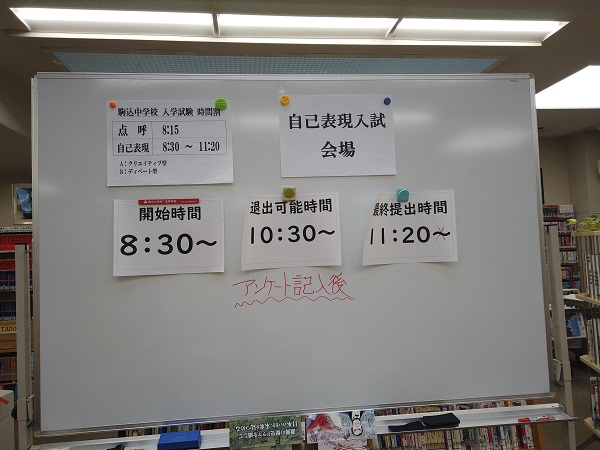 駒込中学校 入学試験 時間割
点 呼 8:15
自己表現 8:30 ～ 11:20
A:クリエイティブ型
B:ディベート型
自己表現入試
会場
開始時間
8:30～
退出可能時間
10:30～
最終提出時間
11:20
アンケート記入後